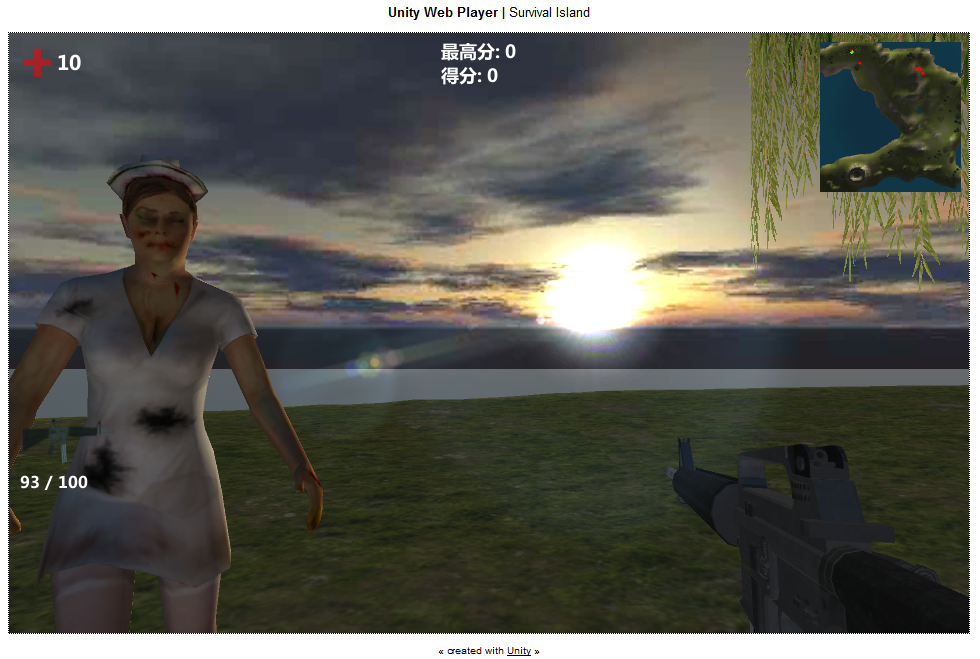 Unity Web Player | Survival Island
10
最高分: 0
得分: 0
93 / 100
« created with Unity »